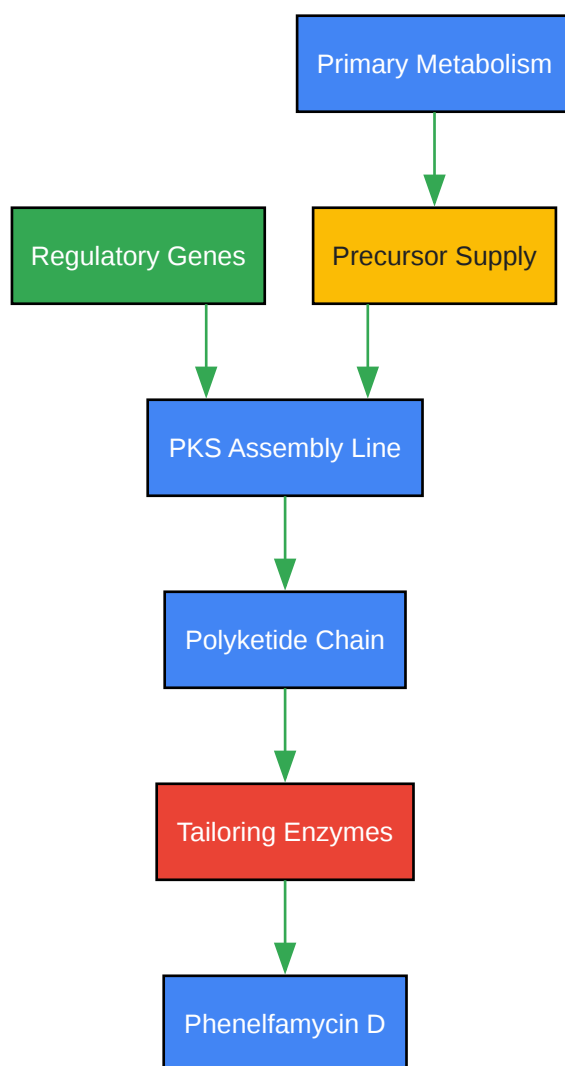 Primary Metabolism
Regulatory Genes
Precursor Supply
PKS Assembly Line
Polyketide Chain
Tailoring Enzymes
Phenelfamycin D